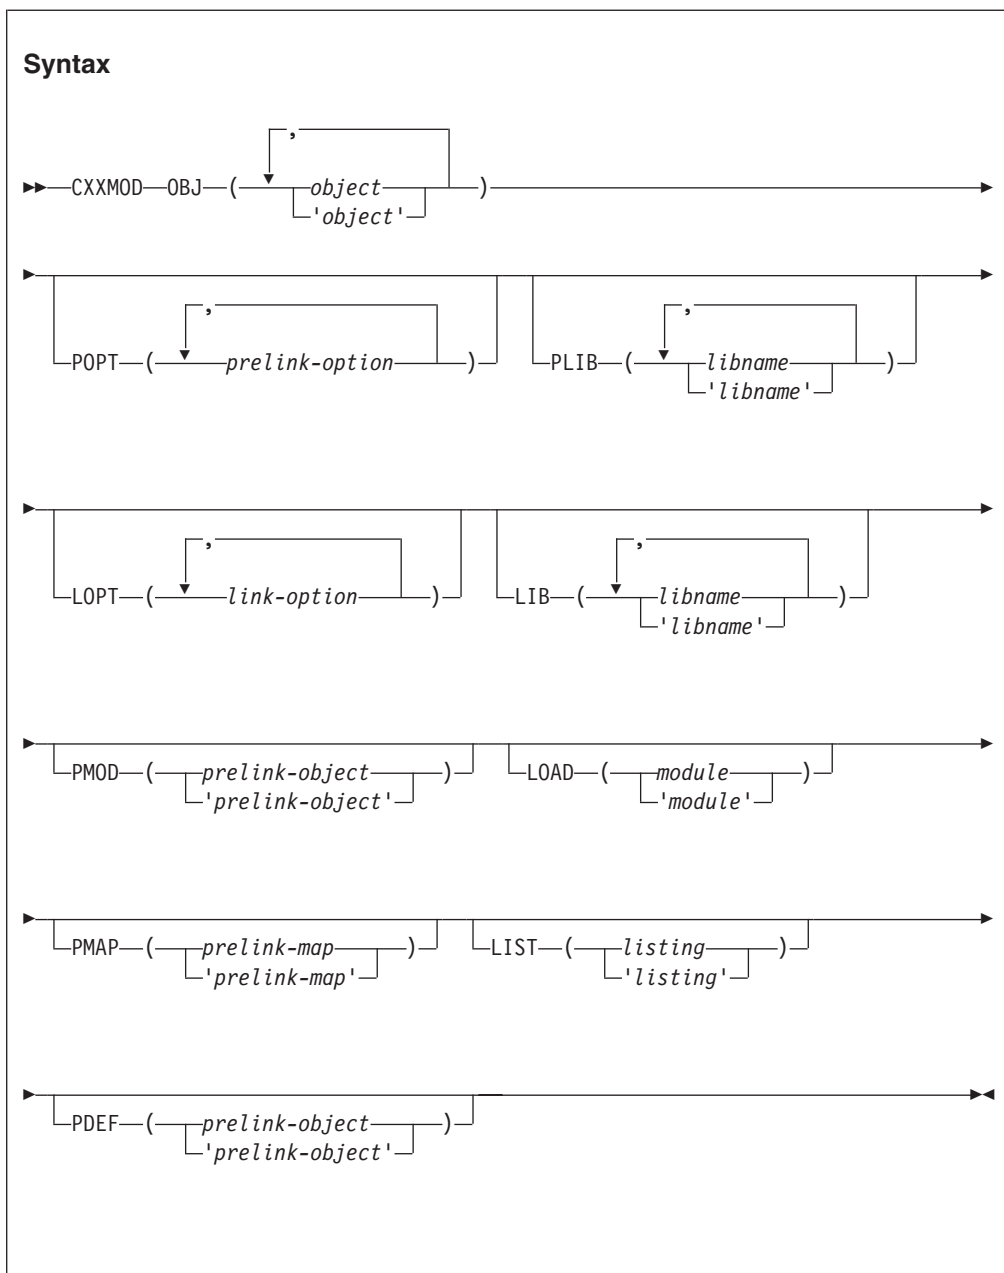 Syntax
,
CXXMOD OBJ ( object )
'object'
, ,
POPT ( prelink-option ) PLIB ( libname )
'libname'
, ,
LOPT ( link-option ) LIB ( libname )
'libname'
PMOD ( prelink-object ) LOAD ( module )
'prelink-object' 'module'
PMAP ( prelink-map ) LIST ( listing )
'prelink-map' 'listing'
PDEF ( prelink-object )
'prelink-object'